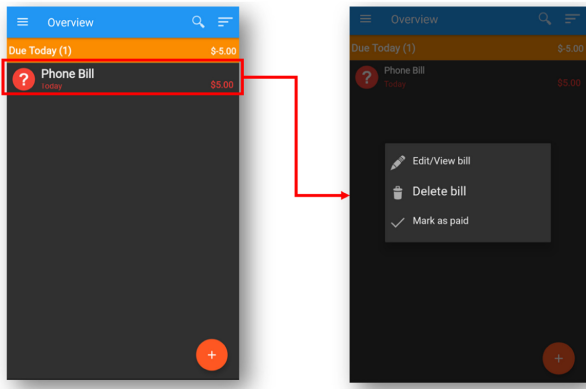 Overview
Due Today (1) $-5.00
? Phone Bill
Today $5.00
+
Overview
Due Today (1) $-5.00
? Phone Bill
Today $5.00
Edit/View bill
Delete bill
Mark as paid
+